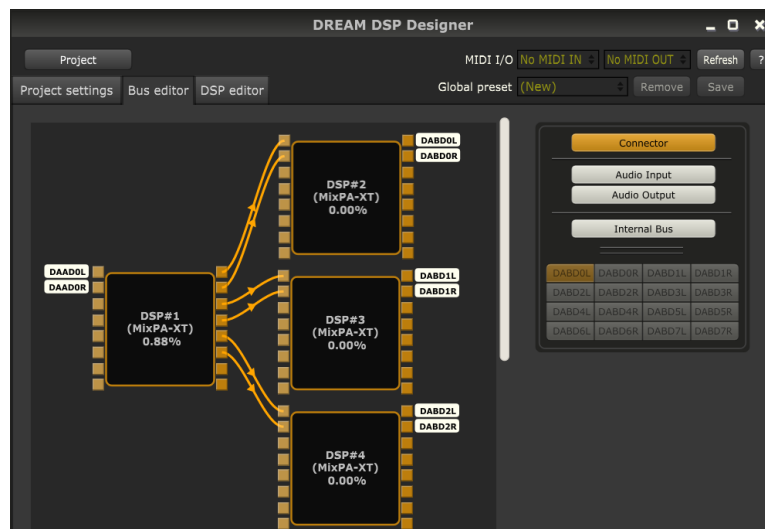 DREAM DSP Designer
Project
MIDI I/O No MIDI IN No MIDI OUT Refresh ?
Project settings Bus editor DSP editor
Global preset (New) Remove Save
DABD0L
DABD0R
DSP#2
(MixPA-XT)
0.00%
DAAD0L
DAAD0R
DSP#1
(MixPA-XT)
0.88%
DABD1L
DABD1R
DSP#3
(MixPA-XT)
0.00%
DABD2L
DABD2R
DSP#4
(MixPA-XT)
0.00%
Connector
Audio Input
Audio Output
Internal Bus
DABD0L DABD0R DABD1L DABD1R
DABD2L DABD2R DABD3L DABD3R
DABD4L DABD4R DABD5L DABD5R
DABD6L DABD6R DABD7L DABD7R